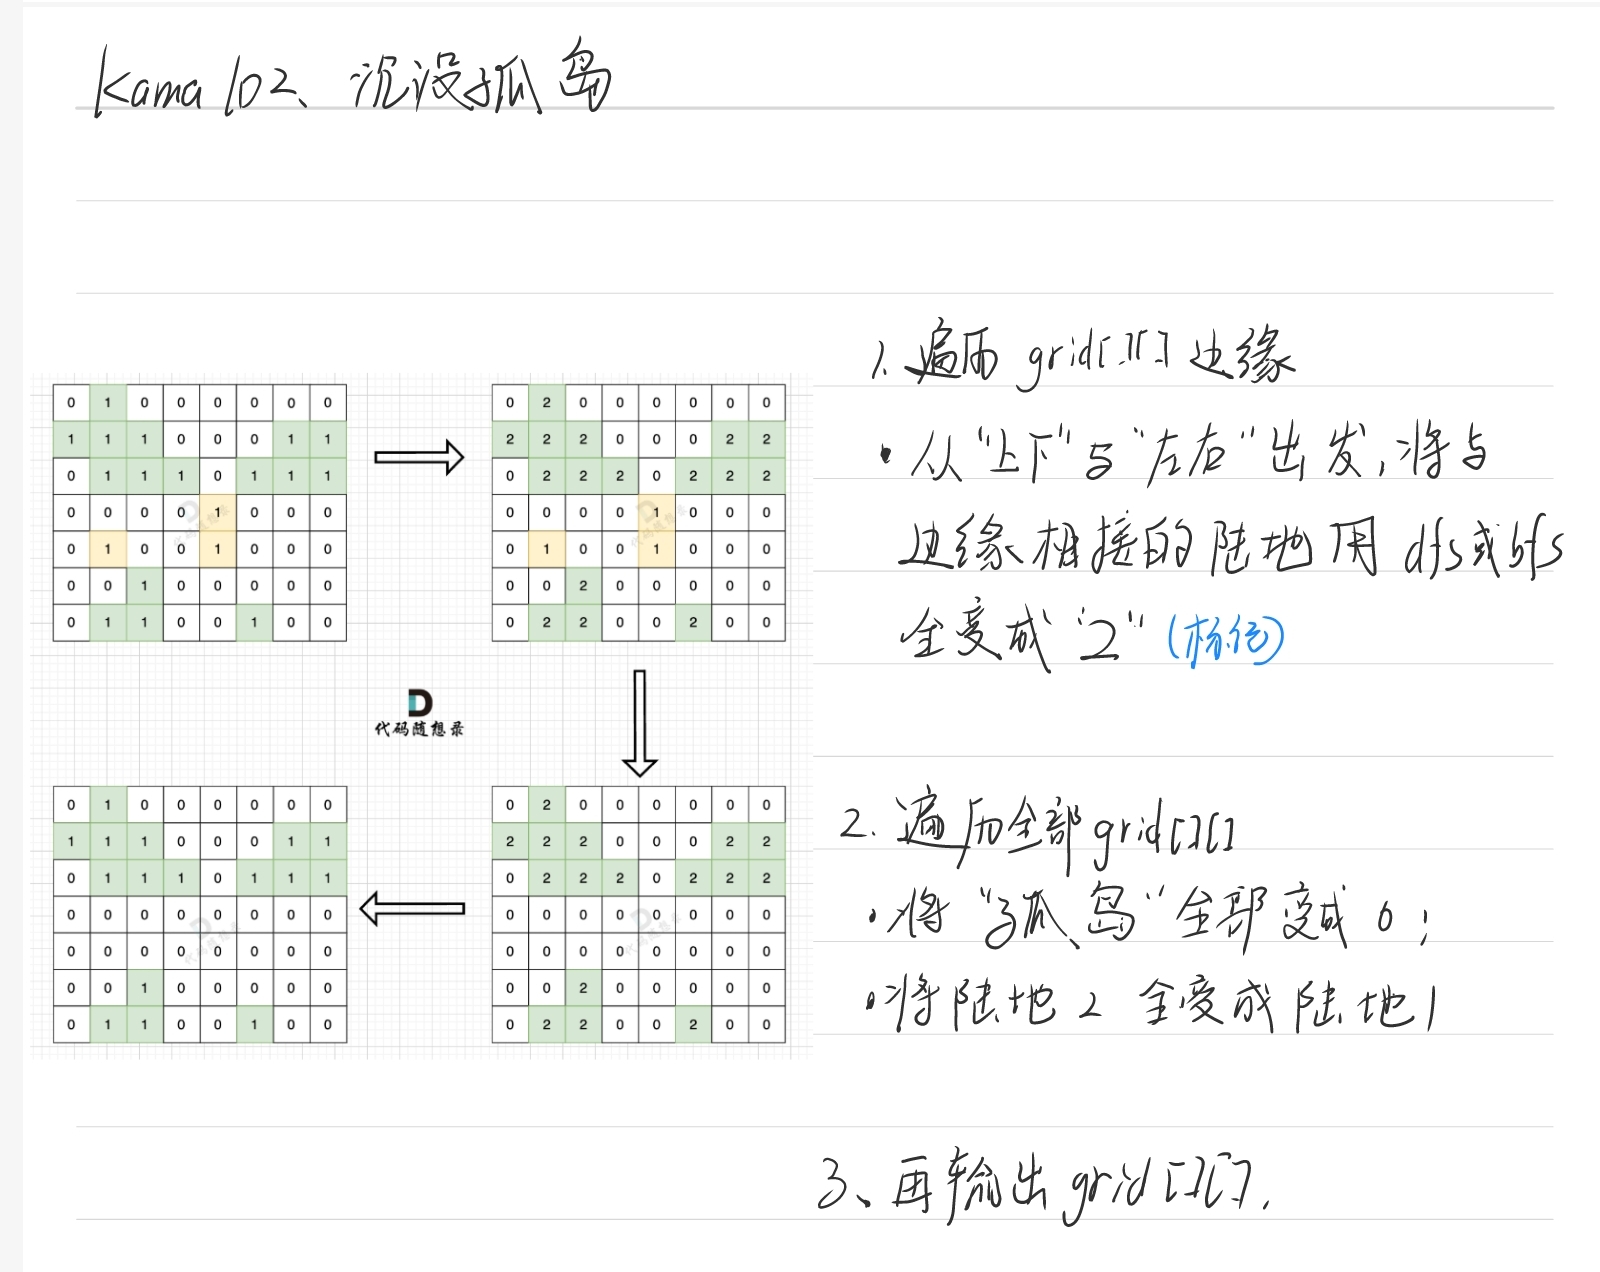 Kama 102、沉没孤岛
0 1 0 0 0 0 0 0
1 1 1 0 0 0 1 1
0 1 1 1 0 1 1 1
0 0 0 0 1 0 0 0
0 1 0 0 1 0 0 0
0 0 1 0 0 0 0 0
0 1 1 0 0 1 0 0
0 2 0 0 0 0 0 0
2 2 2 0 0 0 2 2
0 2 2 2 0 2 2 2
0 0 0 0 1 0 0 0
0 1 0 0 1 0 0 0
0 0 2 0 0 0 0 0
0 2 2 0 0 2 0 0
代码随想录
0 1 0 0 0 0 0 0
1 1 1 0 0 0 1 1
0 1 1 1 0 1 1 1
0 0 0 0 0 0 0 0
0 0 0 0 0 0 0 0
0 0 1 0 0 0 0 0
0 1 1 0 0 1 0 0
0 2 0 0 0 0 0 0
2 2 2 0 0 0 2 2
0 2 2 2 0 2 2 2
0 0 0 0 0 0 0 0
0 0 0 0 0 0 0 0
0 0 2 0 0 0 0 0
0 2 2 0 0 2 0 0
1. 遍历 grid[][] 边缘
· 从"上下"与"左右"出发,将与
边缘相接的陆地用 dfs或bfs
全变成"2"(标记)
2. 遍历全部grid[][]
·将"孤岛"全部变成 0;
·将陆地 2 全变成陆地1
3、再输出 grid[][].